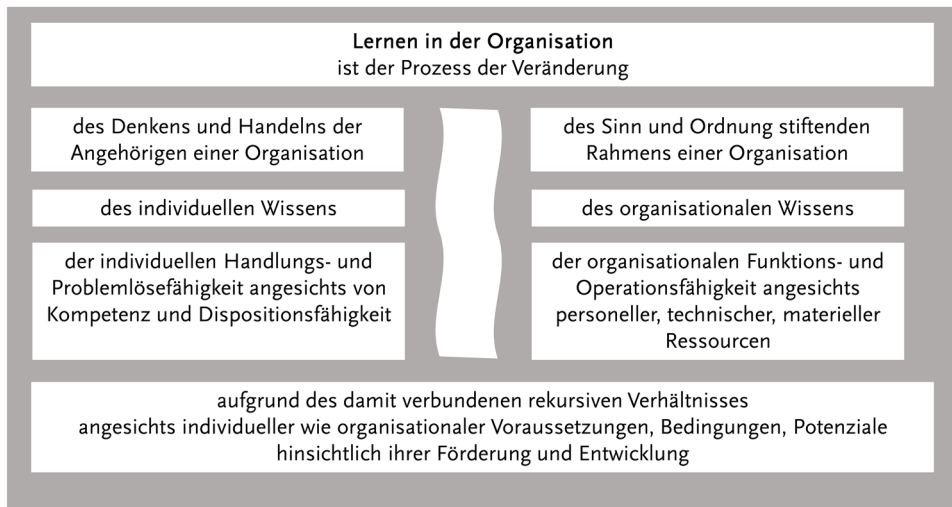 Lernen in der Organisation
ist der Prozess der Veränderung
des Denkens und Handelns der
Angehörigen einer Organisation
des Sinn und Ordnung stiftenden
Rahmens einer Organisation
des individuellen Wissens
des organisationalen Wissens
der individuellen Handlungs- und
Problemlösefähigkeit angesichts von
Kompetenz und Dispositionsfähigkeit
der organisationalen Funktions- und
Operationsfähigkeit angesichts
personeller, technischer, materieller
Ressourcen
aufgrund des damit verbundenen rekursiven Verhältnisses
angesichts individueller wie organisationaler Voraussetzungen, Bedingungen, Potenziale
hinsichtlich ihrer Förderung und Entwicklung